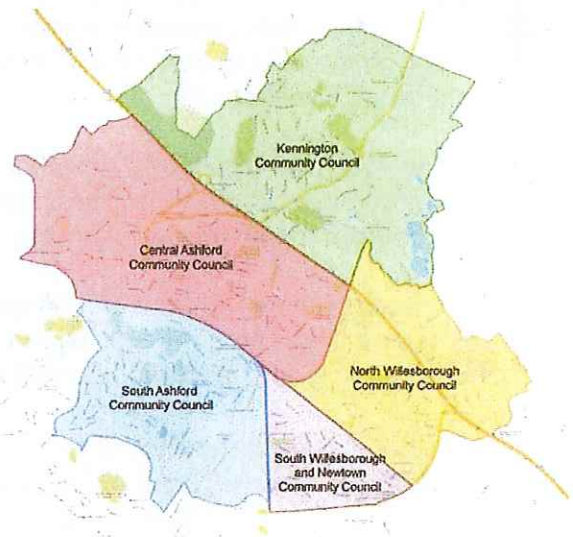 Kennington
Community Council
Central Ashford
Community Council
North Willesborough
Community Council
South Ashford
Community Council
South Willesborough
and Newtown
Community Council